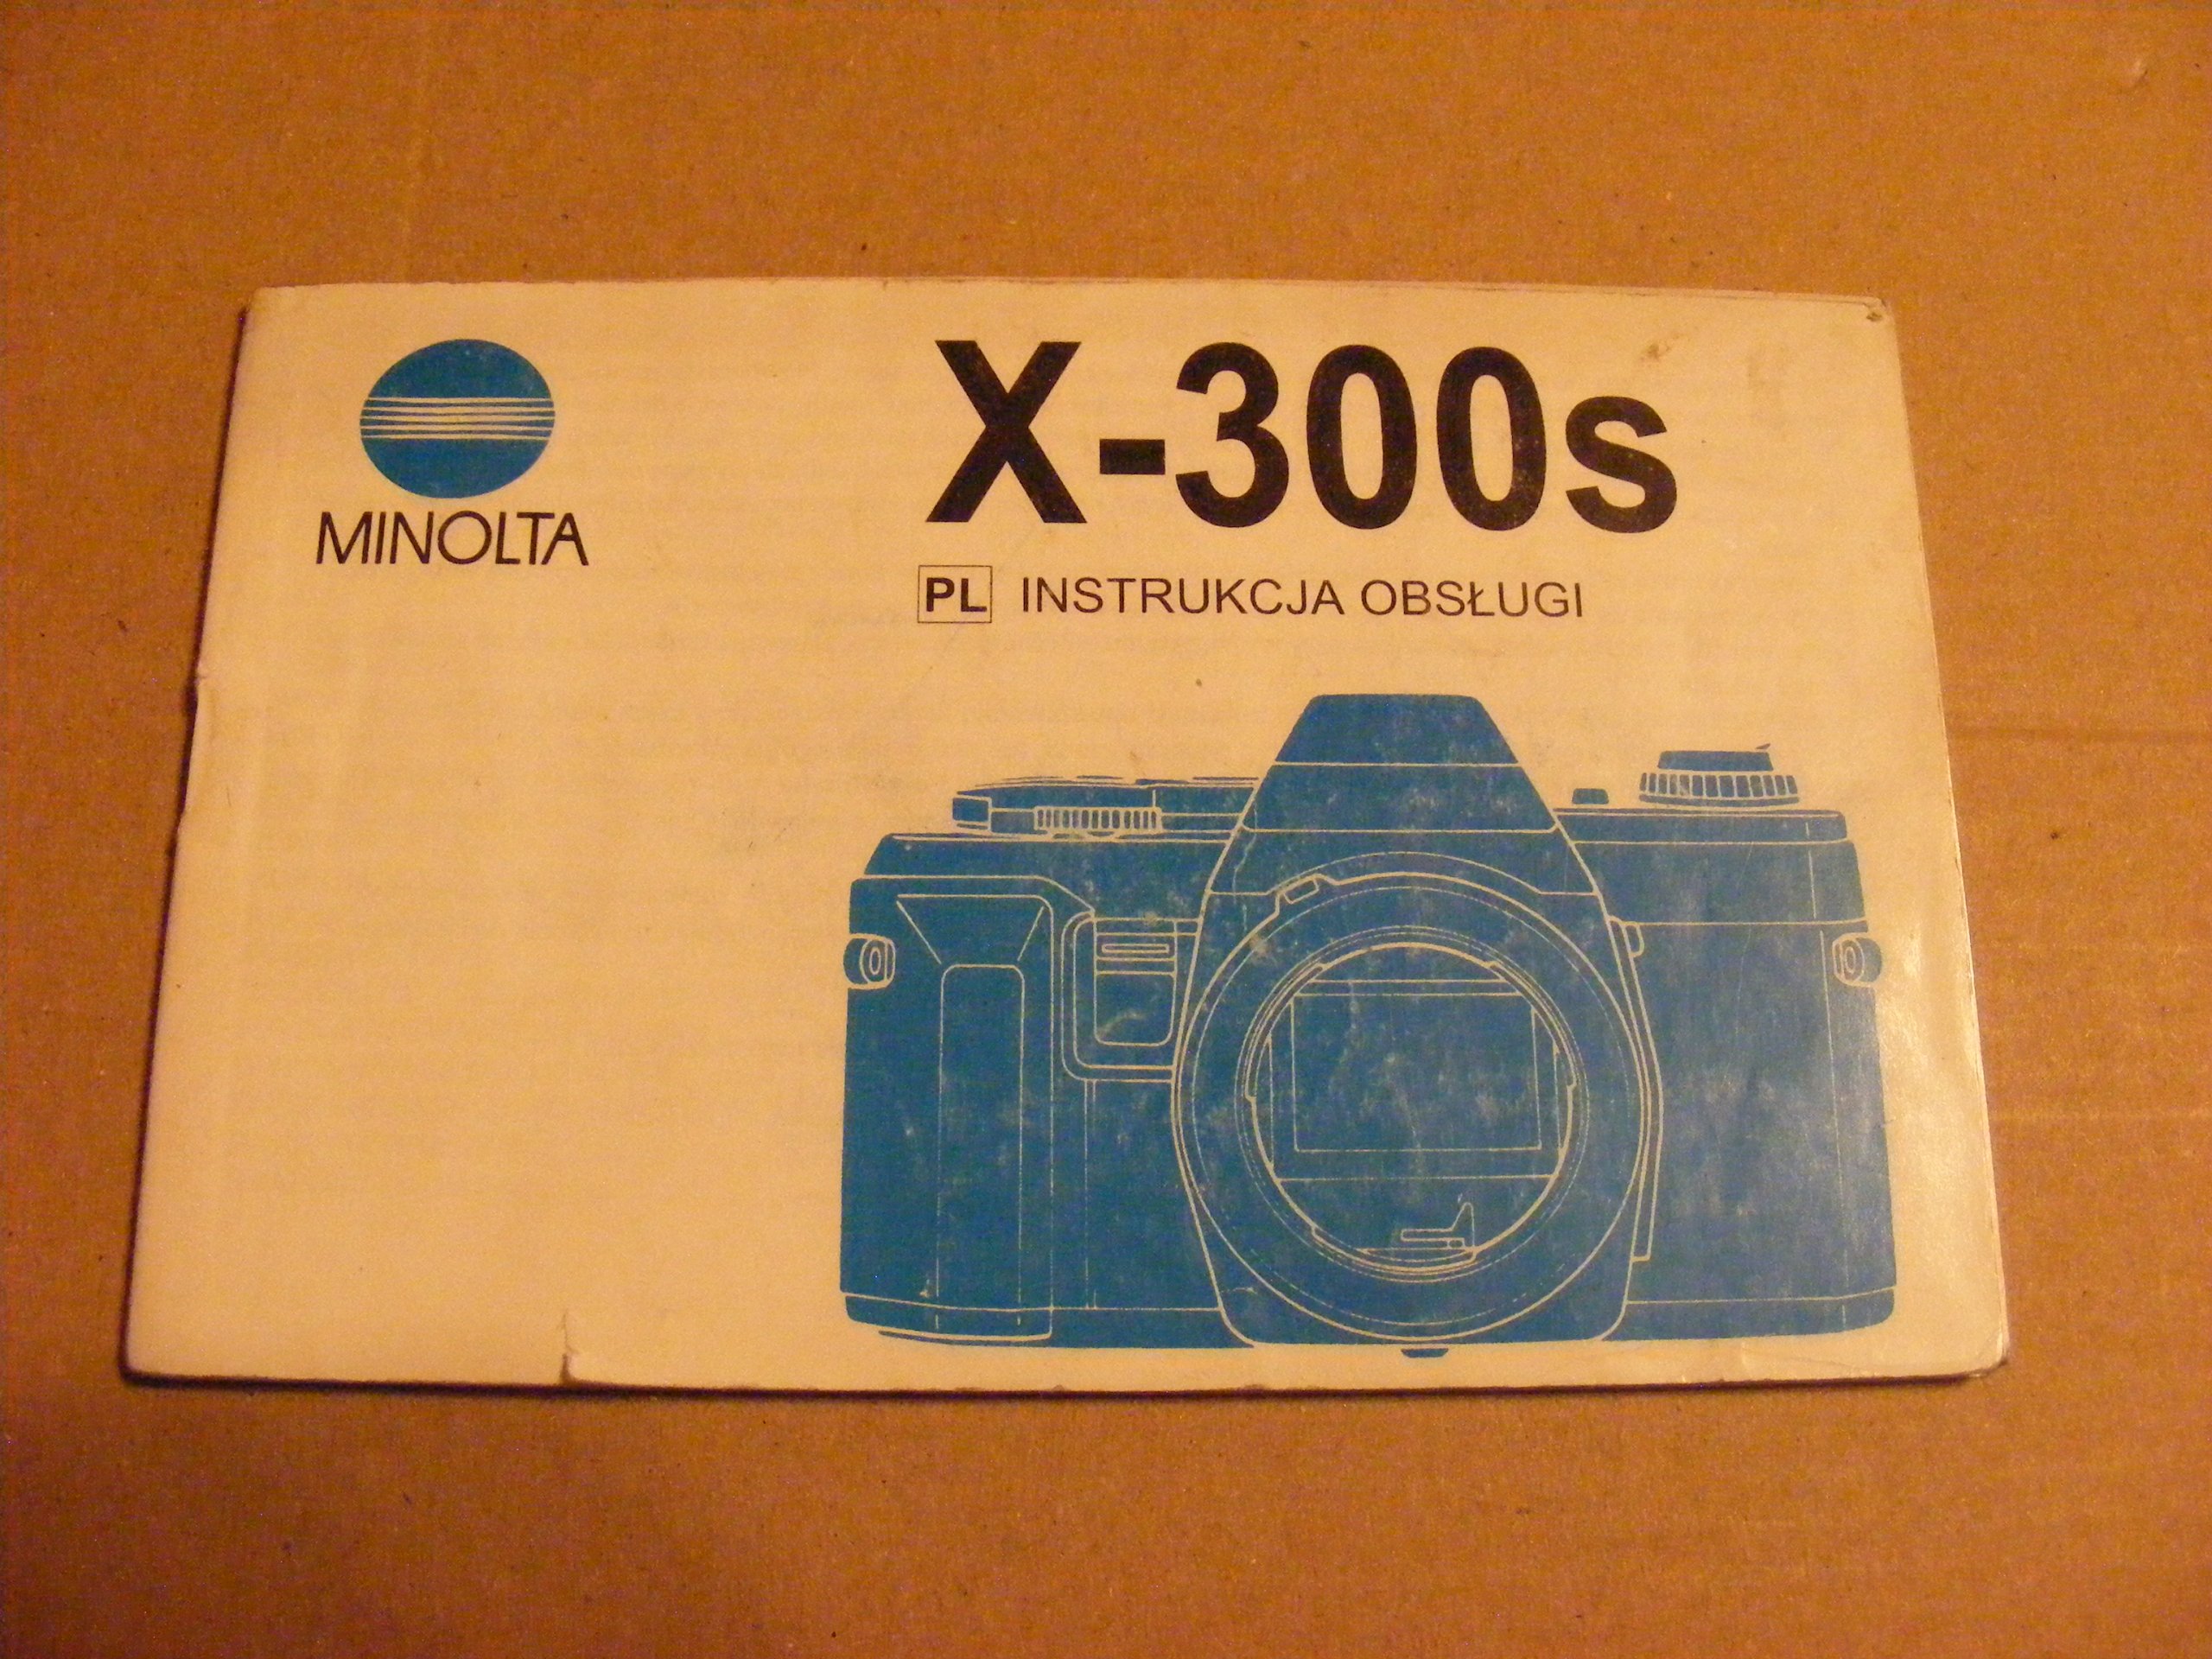 MINOLTA
X-300s
PL INSTRUKCJA OBSŁUGI